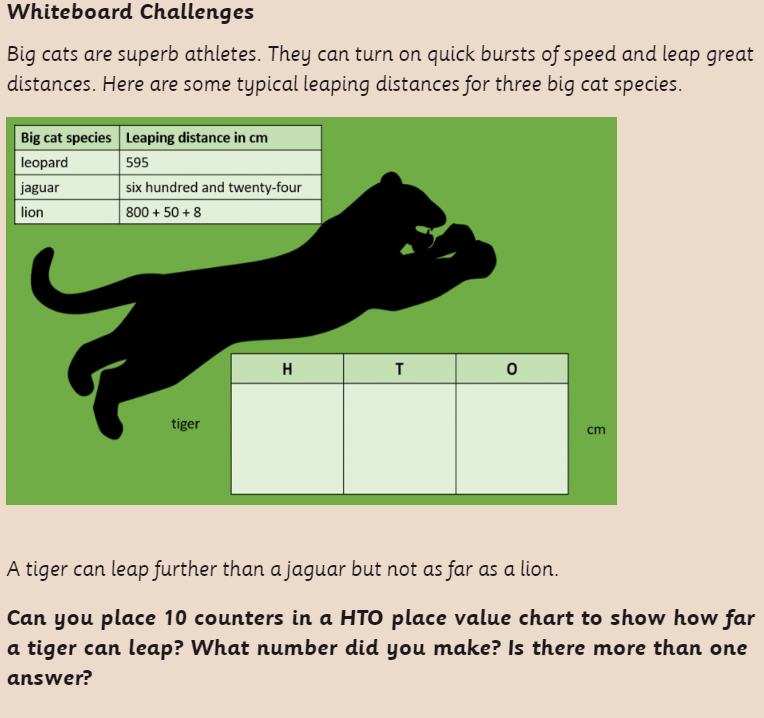 Whiteboard Challenges
Big cats are superb athletes. They can turn on quick bursts of speed and leap great
distances. Here are some typical leaping distances for three big cat species.
Big cat species Leaping distance in cm
leopard 595
jaguar six hundred and twenty-four
lion 800 + 50 + 8
H T O
tiger
cm
A tiger can leap further than a jaguar but not as far as a lion.
Can you place 10 counters in a HTO place value chart to show how far
a tiger can leap? What number did you make? Is there more than one
answer?